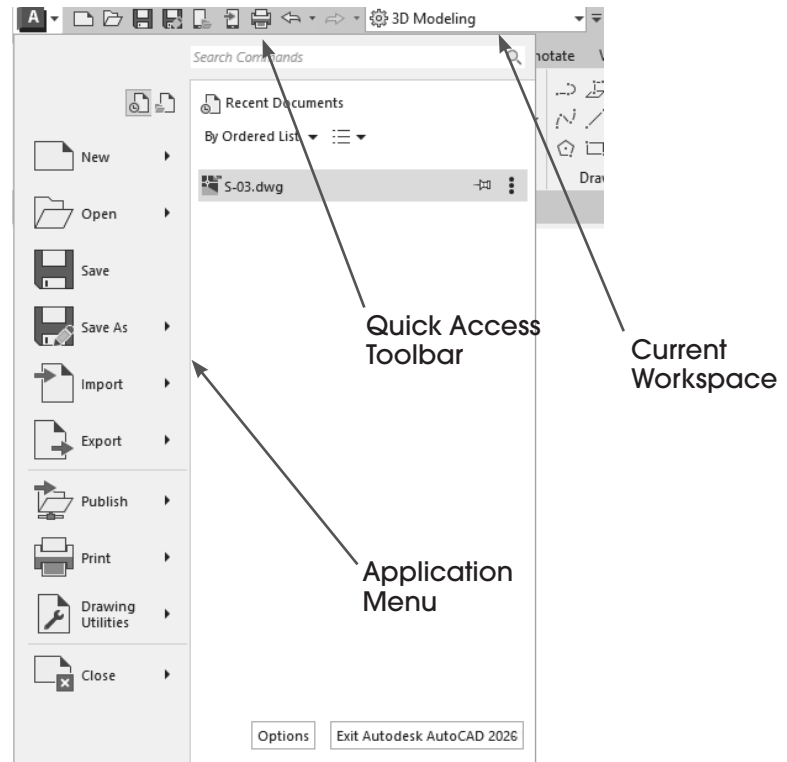 A
3D Modeling
Search Commands
notate
Recent Documents
By Ordered List
New
Open
S-03.dwg
Save
Save As
Import
Export
Publish
Print
Drawing
Utilities
Close
Quick Access
Toolbar
Current
Workspace
Application
Menu
Options
Exit Autodesk AutoCAD 2026